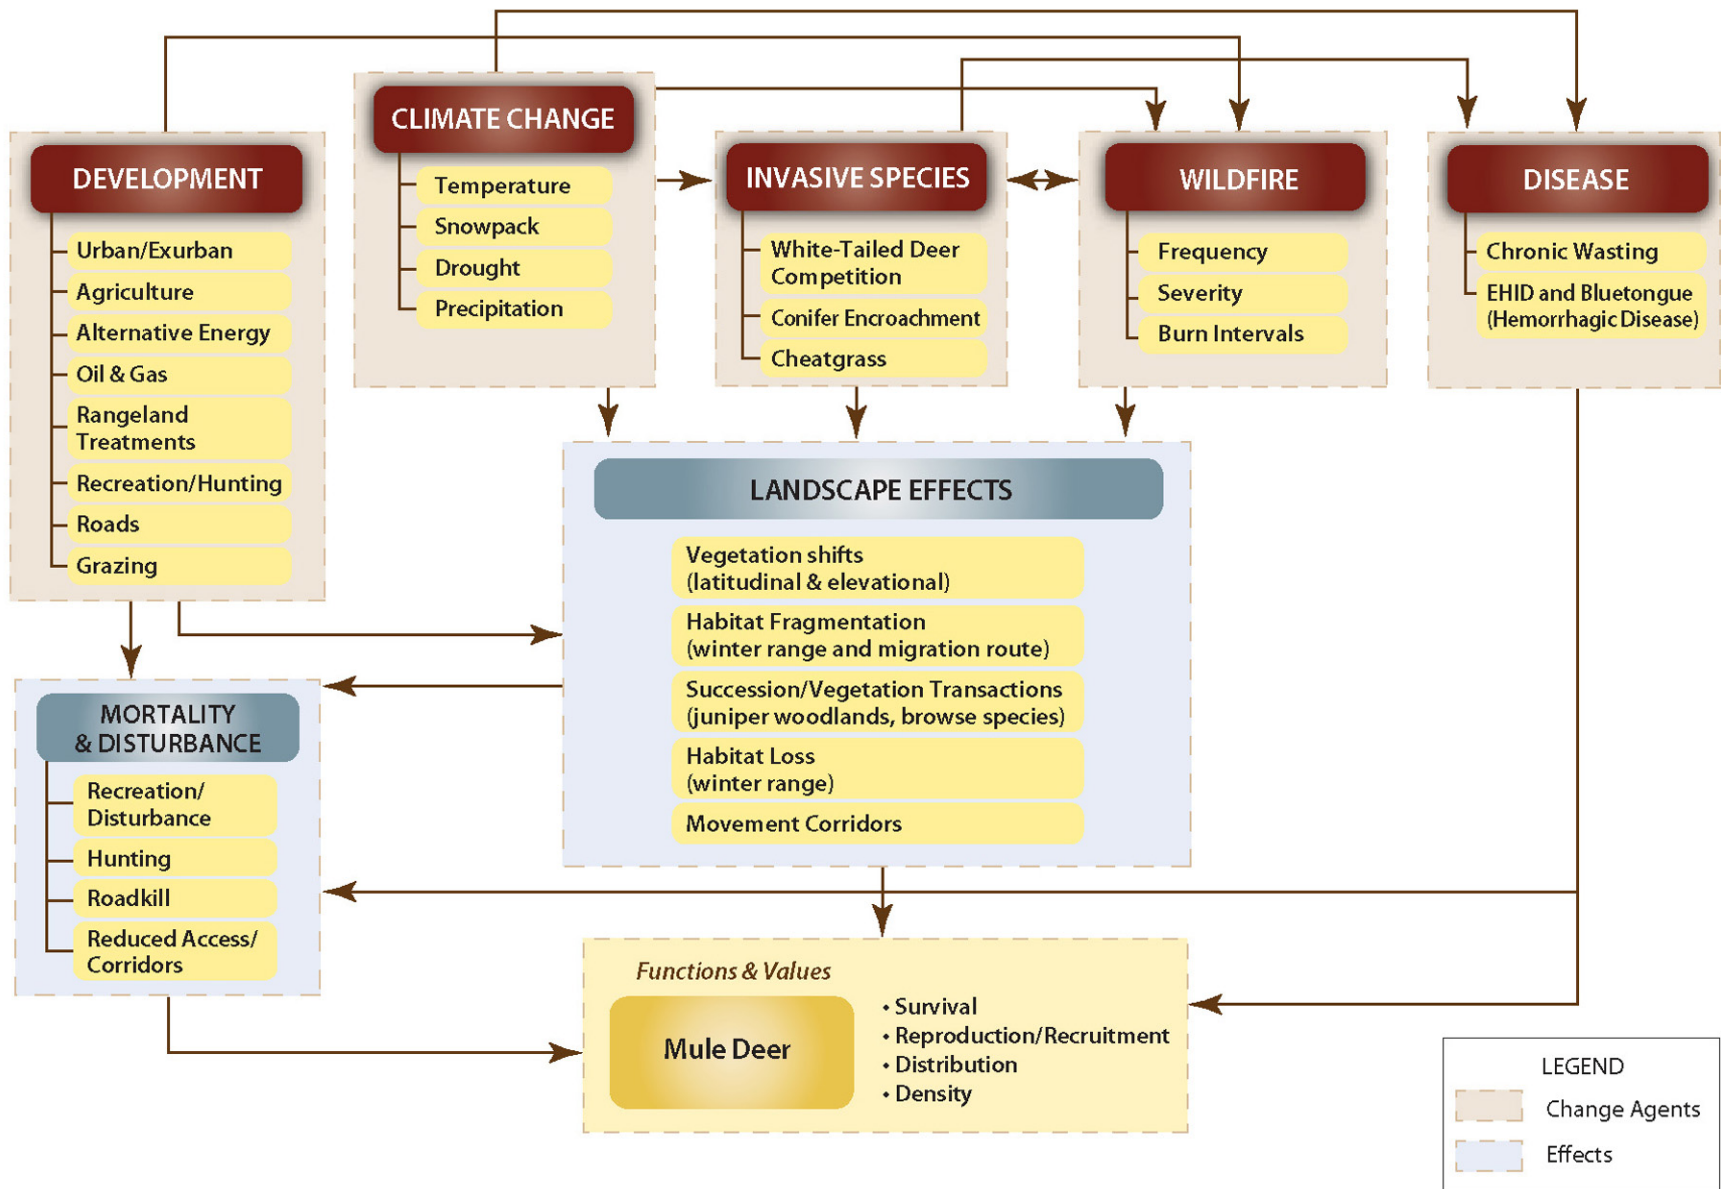 DEVELOPMENT
Urban/Exurban
Agriculture
Alternative Energy
Oil & Gas
Rangeland
Treatments
Recreation/Hunting
Roads
Grazing
CLIMATE CHANGE
Temperature
Snowpack
Drought
Precipitation
INVASIVE SPECIES
White-Tailed Deer
Competition
Conifer Encroachment
Cheatgrass
WILDFIRE
Frequency
Severity
Burn Intervals
DISEASE
Chronic Wasting
EHID and Bluetongue
(Hemorrhagic Disease)
LANDSCAPE EFFECTS
Vegetation shifts
(latitudinal & elevational)
Habitat Fragmentation
(winter range and migration route)
Succession/Vegetation Transactions
(juniper woodlands, browse species)
Habitat Loss
(winter range)
Movement Corridors
MORTALITY
& DISTURBANCE
Recreation/
Disturbance
Hunting
Roadkill
Reduced Access/
Corridors
Functions & Values
Mule Deer
• Survival
• Reproduction/Recruitment
• Distribution
• Density
LEGEND
Change Agents
Effects